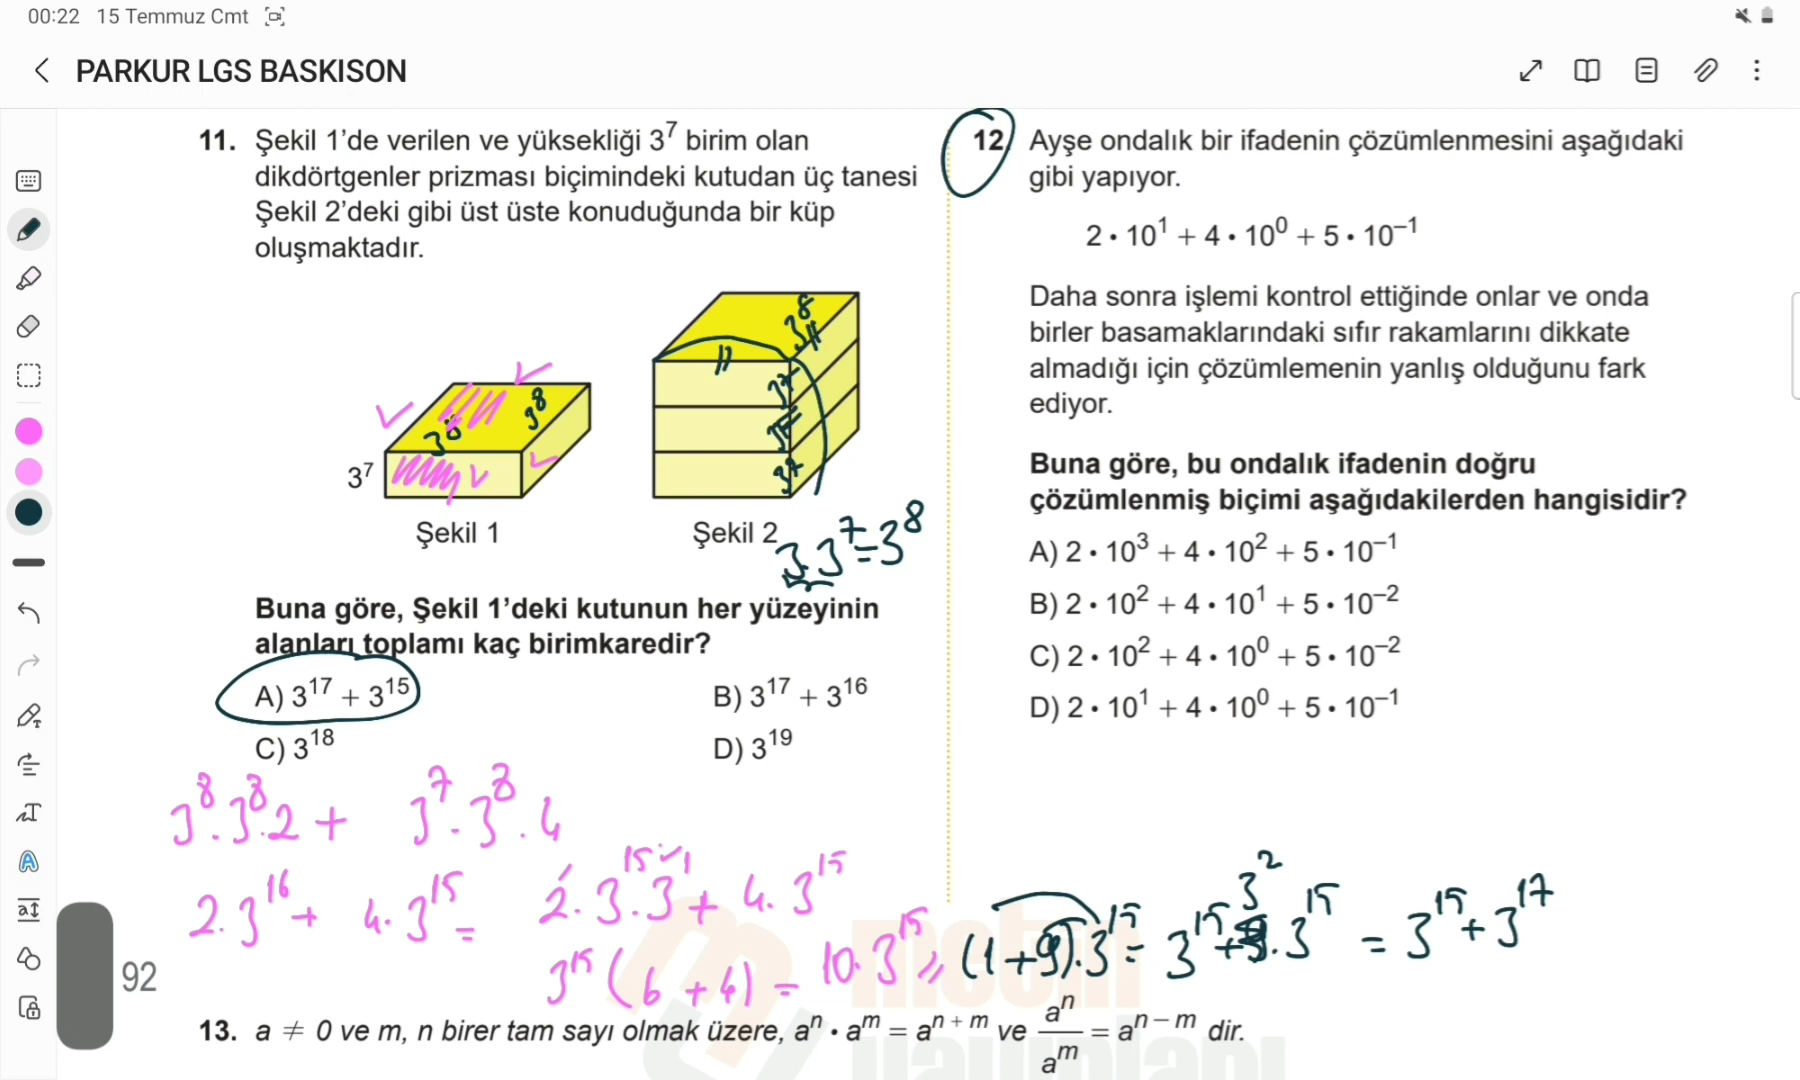 00:22 15 Temmuz Cmt
PARKUR LGS BASKISON
11. Şekil 1’de verilen ve yüksekliği 3⁷ birim olan
dikdörtgenler prizması biçimindeki kutudan üç tanesi
Şekil 2’deki gibi üst üste konuduğunda bir küp
oluşmaktadır.
3⁸
3⁸
3⁷
Şekil 1
3⁸
3⁷
3⁷
3⁷
Şekil 2
3.3⁷=3⁸
Buna göre, Şekil 1’deki kutunun her yüzeyinin
alanları toplamı kaç birimkaredir?
A) 3¹⁷ + 3¹⁵
B) 3¹⁷ + 3¹⁶
C) 3¹⁸
D) 3¹⁹
3⁸.3⁸.2 + 3⁷.3⁸.4
2.3¹⁶ + 4.3¹⁵ = 2.3¹⁵.3¹ + 4.3¹⁵
3¹⁵(6+4) = 10.3¹⁵ = (1+9).3¹⁵ = 3¹⁵+3².3¹⁵ = 3¹⁵+3¹⁷
92
12. Ayşe ondalık bir ifadenin çözümlenmesini aşağıdaki
gibi yapıyor.
2 • 10¹ + 4 • 10⁰ + 5 • 10⁻¹
Daha sonra işlemi kontrol ettiğinde onlar ve onda
birler basamaklarındaki sıfır rakamlarını dikkate
almadığı için çözümlemenin yanlış olduğunu fark
ediyor.
Buna göre, bu ondalık ifadenin doğru
çözümlenmiş biçimi aşağıdakilerden hangisidir?
A) 2 • 10³ + 4 • 10² + 5 • 10⁻¹
B) 2 • 10² + 4 • 10¹ + 5 • 10⁻²
C) 2 • 10² + 4 • 10⁰ + 5 • 10⁻²
D) 2 • 10¹ + 4 • 10⁰ + 5 • 10⁻¹
13. a ≠ 0 ve m, n birer tam sayı olmak üzere, aⁿ • aᵐ = aⁿ ⁺ ᵐ ve aⁿ/aᵐ = aⁿ ⁻ ᵐ dir.